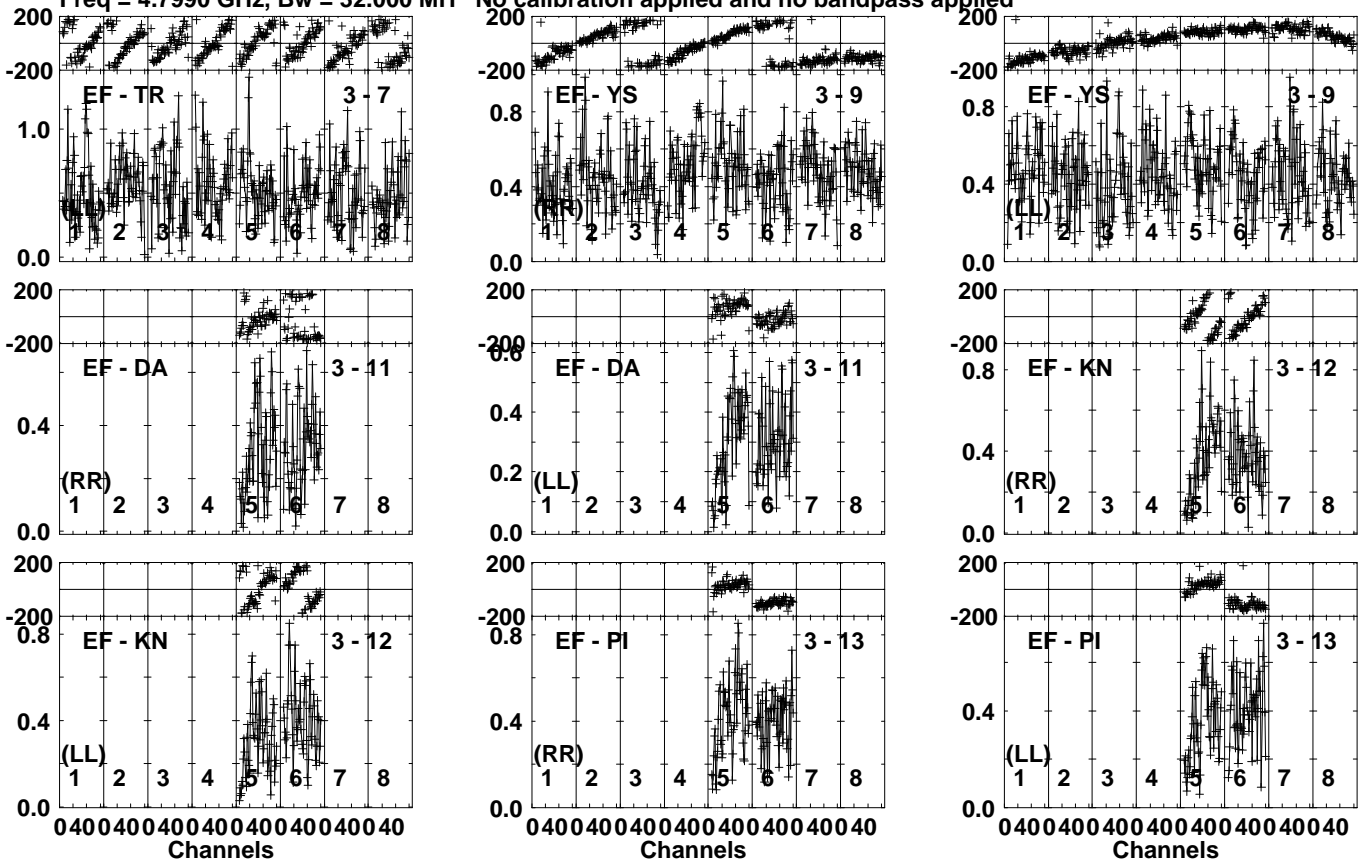 Freq = 4.7990 GHz, Bw = 32.000 MH No calibration applied and no bandpass applied
200 200 200
-200 -200 -200
EF - TR 3 - 7 EF - YS 3 - 9 EF - YS 3 - 9
1.0 0.8 0.8
0.4 0.4
(LL) (RR) (LL)
1 2 3 4 5 6 7 8 1 2 3 4 5 6 7 8 1 2 3 4 5 6 7 8
0.0 0.0 0.0
200 200 200
-200 -200 -200
EF - DA 3 - 11 EF - DA 3 - 11 EF - KN 3 - 12
0.6 0.8
0.4 0.4 0.4
0.2
(RR) (LL) (RR)
1 2 3 4 5 6 7 8 1 2 3 4 5 6 7 8 1 2 3 4 5 6 7 8
0.0 0.0 0.0
200 200 200
-200 -200 -200
EF - KN 3 - 12 EF - PI 3 - 13 EF - PI 3 - 13
0.8 0.8
0.4 0.4 0.4
(LL) (RR) (LL)
1 2 3 4 5 6 7 8 1 2 3 4 5 6 7 8 1 2 3 4 5 6 7 8
0.0 0.0 0.0
0 40 0 40 0 40 0 40 0 40 0 40 0 40 0 40 0 40 0 40 0 40 0 40 0 40 0 40 0 40 0 40 0 40 0 40 0 40 0 40 0 40 0 40 0 40 0 40
Channels Channels Channels